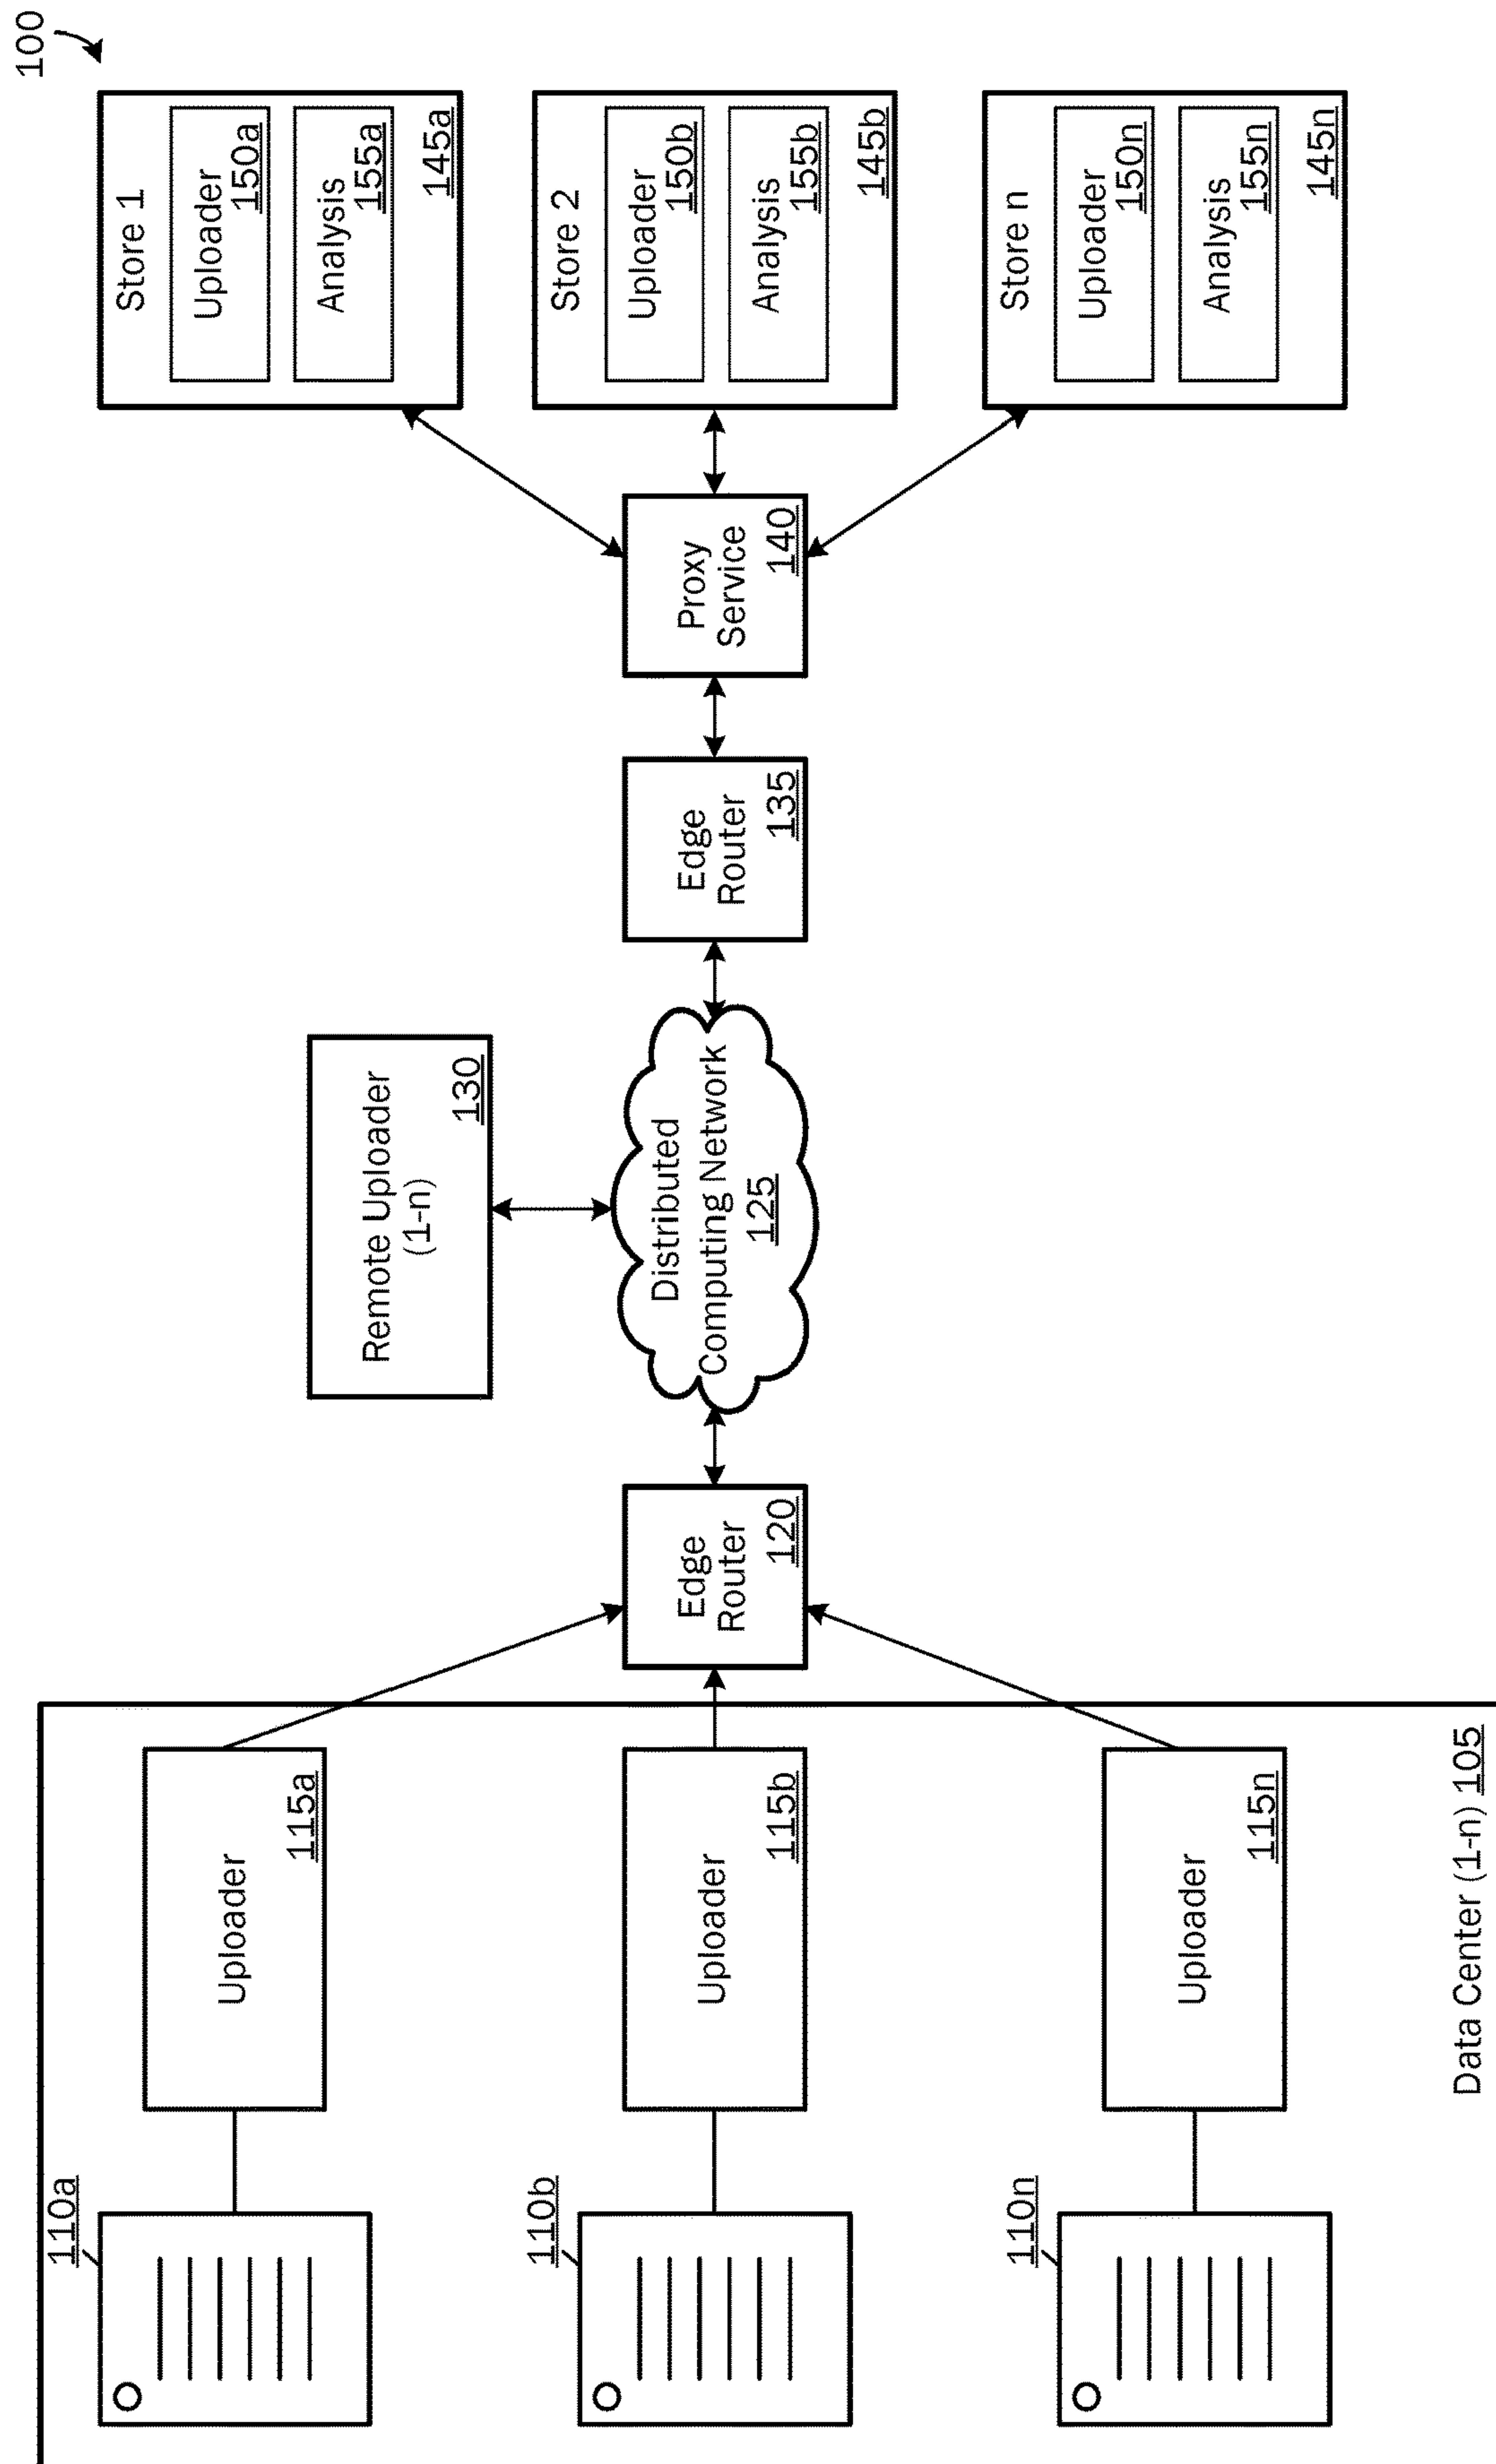 100
110a
Uploader
115a
110b
Uploader
115b
110n
Uploader
115n
Data Center (1-n) 105
Edge
Router
120
Remote Uploader
(1-n)
130
Distributed
Computing Network
125
Edge
Router
135
Proxy
Service
140
Store 1
Uploader
150a
Analysis
155a
145a
Store 2
Uploader
150b
Analysis
155b
145b
Store n
Uploader
150n
Analysis
155n
145n